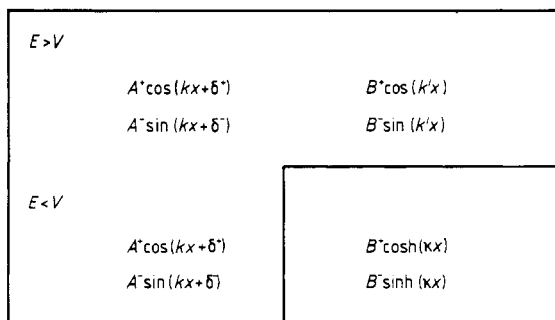 E > V
A⁺cos(kx+δ⁺) B⁺cos(k'x)
A⁻sin(kx+δ⁻) B⁻sin(k'x)
E < V
A⁺cos(kx+δ⁺) B⁺cosh(κx)
A⁻sin(kx+δ⁻) B⁻sinh(κx)